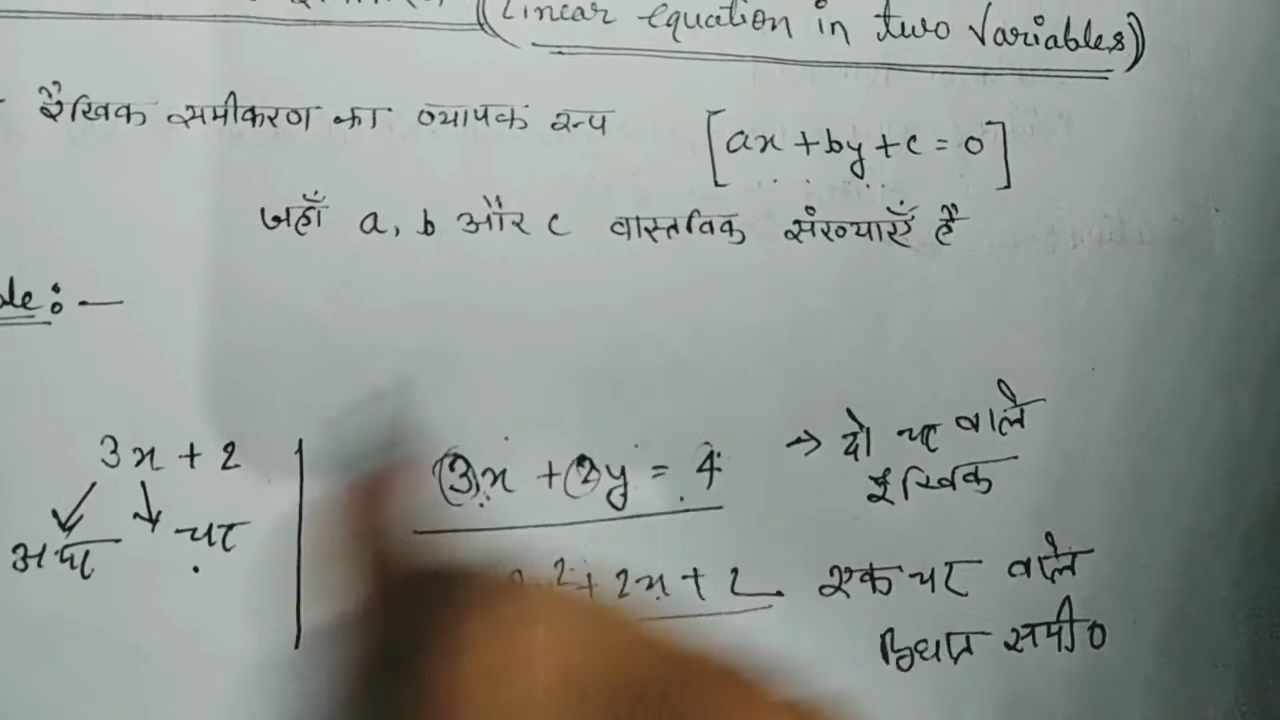 (Linear equation in two Variables)
रैखिक समीकरण का व्यापक रूप [ax + by + c = 0]
जहाँ a, b और c वास्तविक संख्याएँ हैं
:—
3x + 2
अचर चर
3x + 2y = 4 → दो चर वाले
रैखिक
2 + 2x + 2 एक चर वाले
द्विघात समी०